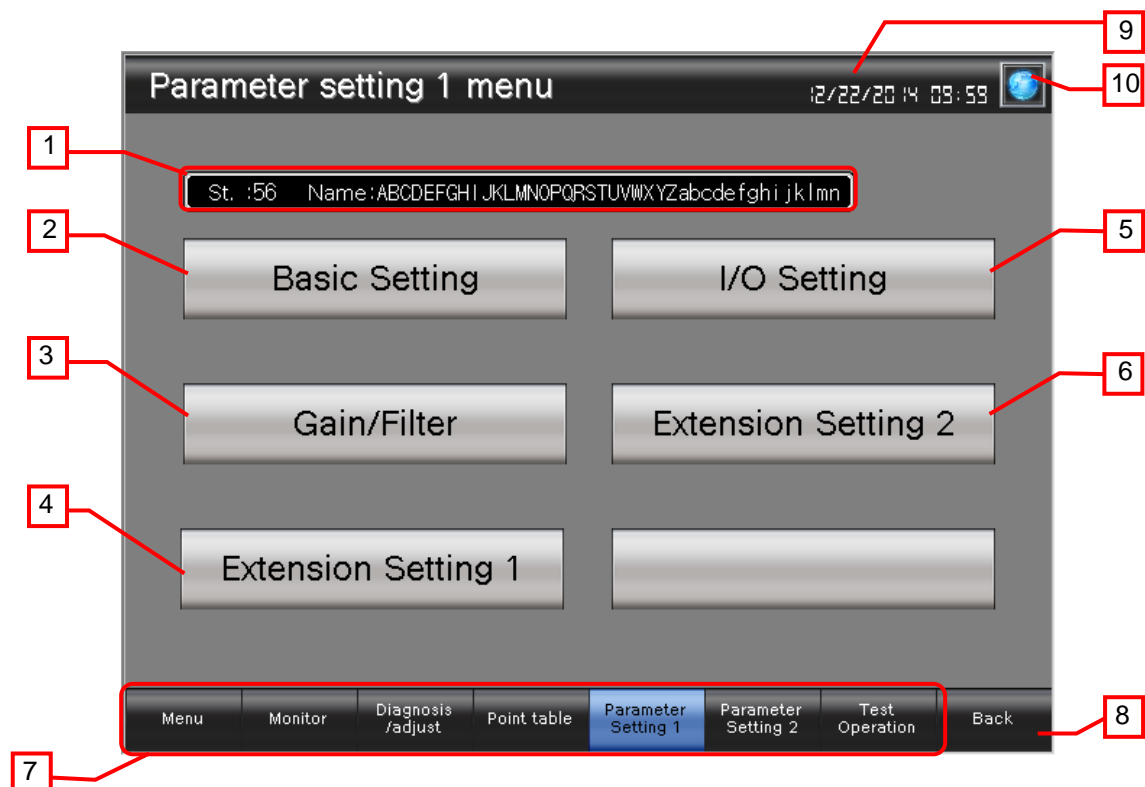 9
Parameter setting 1 menu
12/22/2014 09:59
10
1
St. :56 Name:ABCDEFGHIJKLMNOPQRSTUVWXYZabcdefghijklmn
2
Basic Setting
I/O Setting
5
3
Gain/Filter
Extension Setting 2
6
4
Extension Setting 1
Menu
Monitor
Diagnosis
/adjust
Point table
Parameter
Setting 1
Parameter
Setting 2
Test
Operation
Back
8
7